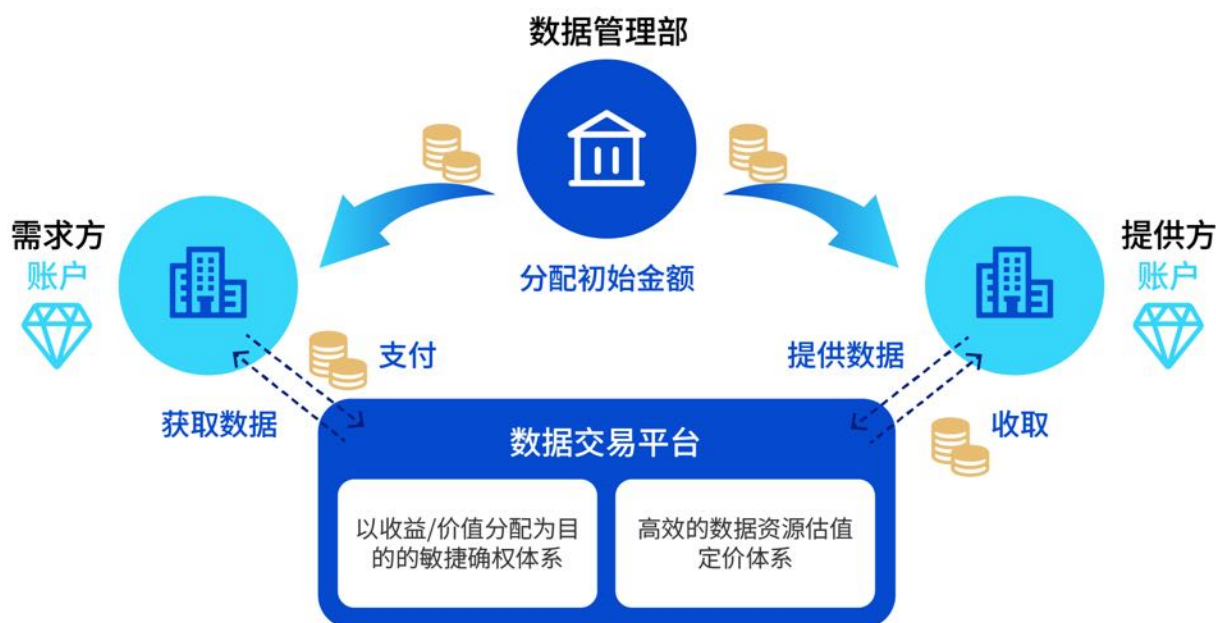 数据管理部
需求方
账户
分配初始金额
提供方
账户
支付
提供数据
获取数据
收取
数据交易平台
以收益/价值分配为目
的的敏捷确权体系
高效的数据资源估值
定价体系